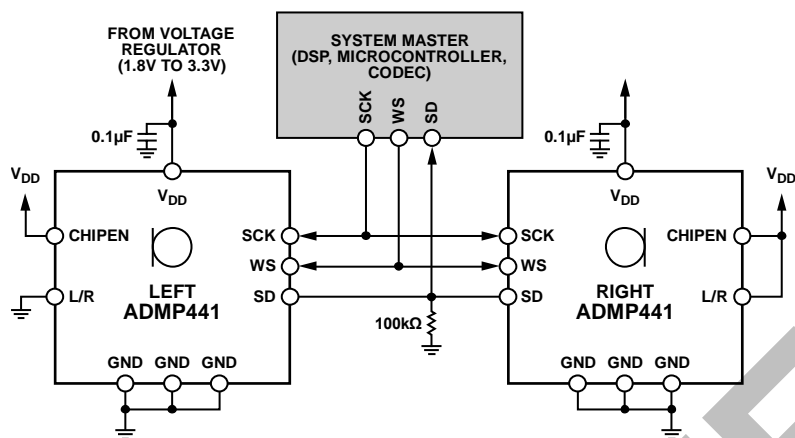 FROM VOLTAGE
REGULATOR
(1.8V TO 3.3V)
SYSTEM MASTER
(DSP, MICROCONTROLLER,
CODEC)
SCK
WS
SD
0.1µF
0.1µF
VDD
VDD
VDD
VDD
CHIPEN
SCK
SCK
CHIPEN
WS
WS
L/R
LEFT
ADMP441
SD
SD
RIGHT
ADMP441
L/R
100kΩ
GND
GND
GND
GND
GND
GND